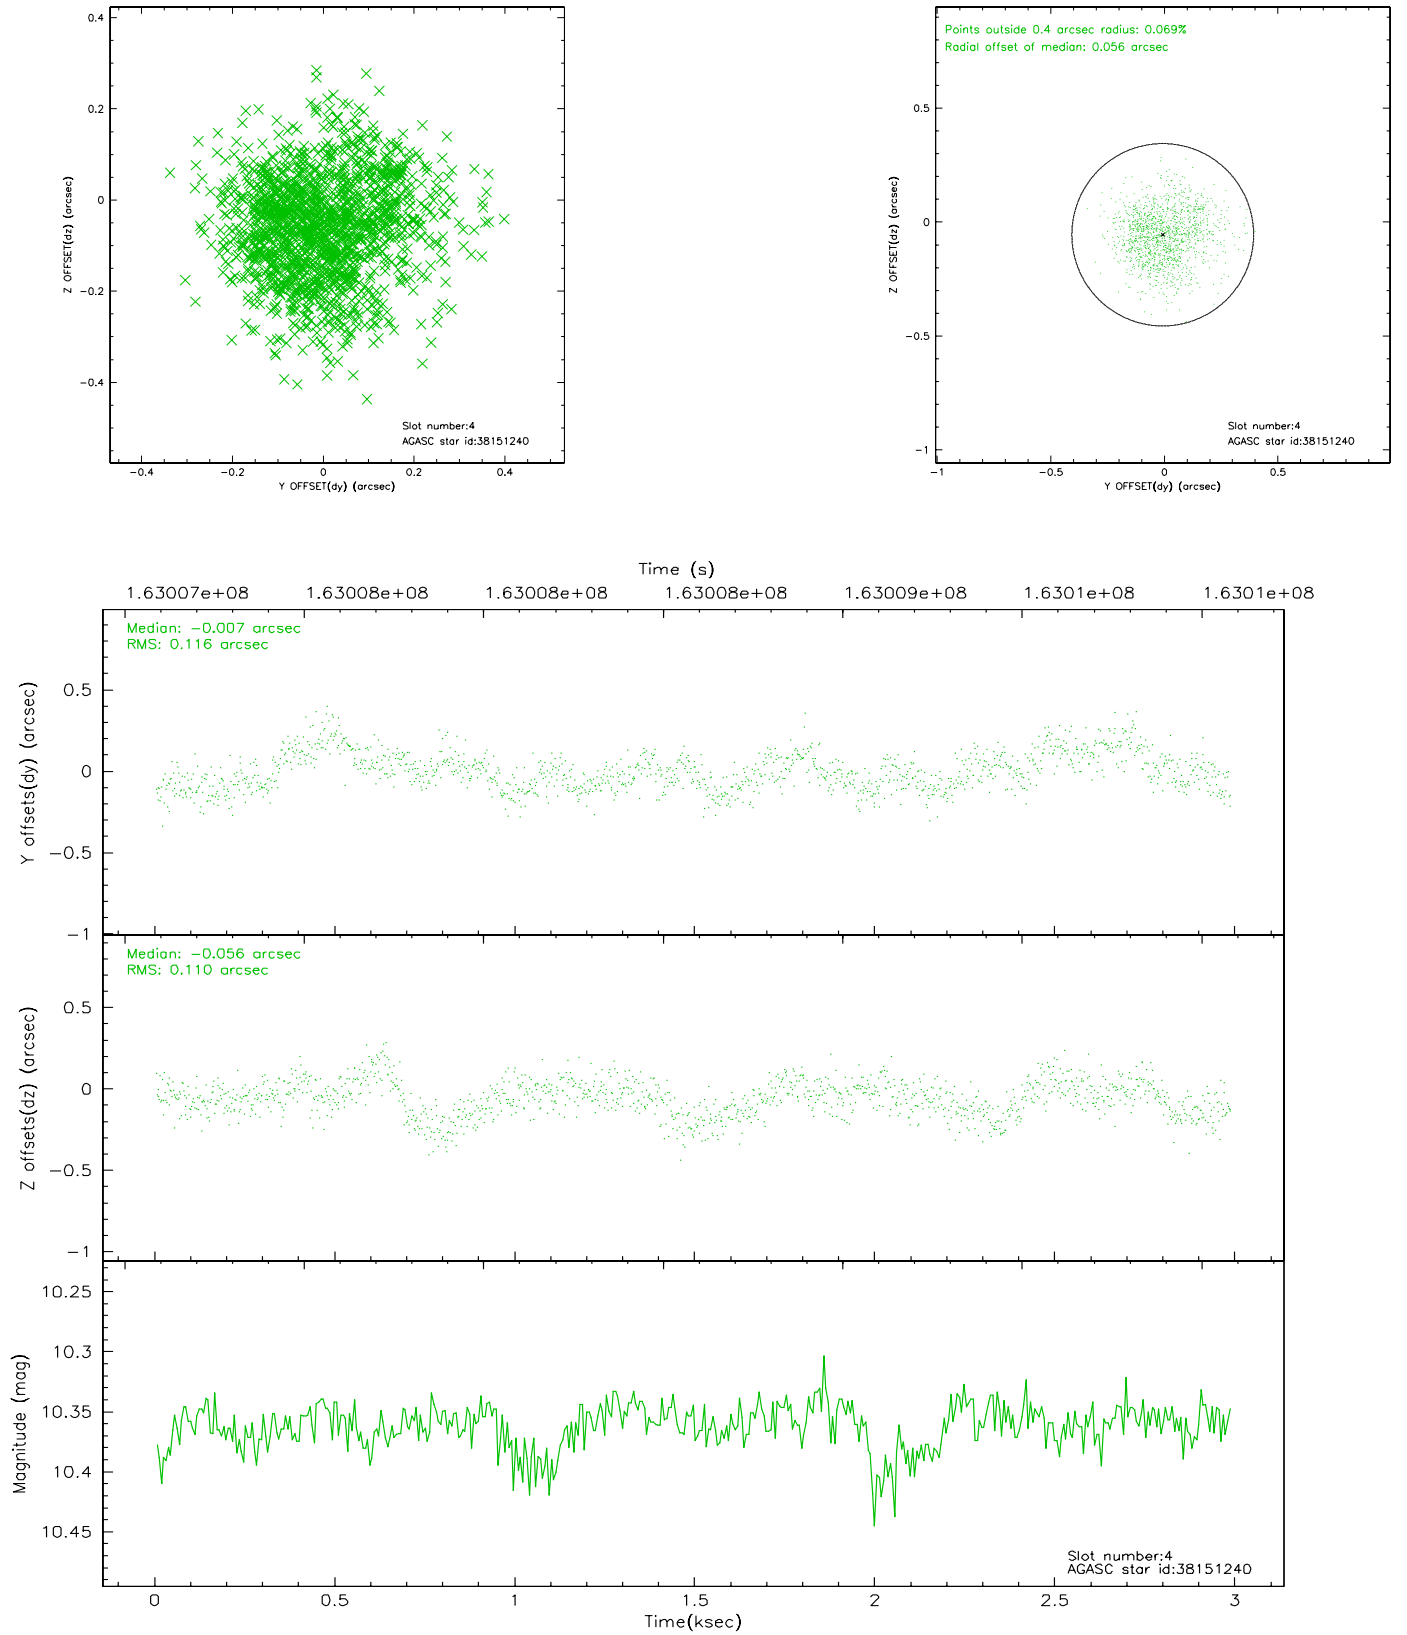 0.4
0.2
0
−0.2
−0.4
Z OFFSET(dz) (arcsec)
Slot number:4
AGASC star id:38151240
−0.4 −0.2 0 0.2 0.4
Y OFFSET(dy) (arcsec)
Points outside 0.4 arcsec radius: 0.069%
Radial offset of median: 0.056 arcsec
0.5
0
−0.5
−1
Z OFFSET(dz) (arcsec)
Slot number:4
AGASC star id:38151240
−1 −0.5 0 0.5
Y OFFSET(dy) (arcsec)
Time (s)
1.63007e+08 1.63008e+08 1.63008e+08 1.63008e+08 1.63009e+08 1.6301e+08 1.6301e+08
Median: −0.007 arcsec
RMS: 0.116 arcsec
0.5
0
−0.5
−1
Y offsets(dy) (arcsec)
Median: −0.056 arcsec
RMS: 0.110 arcsec
0.5
0
−0.5
−1
Z offsets(dz) (arcsec)
10.25
10.3
10.35
10.4
10.45
Magnitude (mag)
Slot number:4
AGASC star id:38151240
0 0.5 1 1.5 2 2.5 3
Time(ksec)